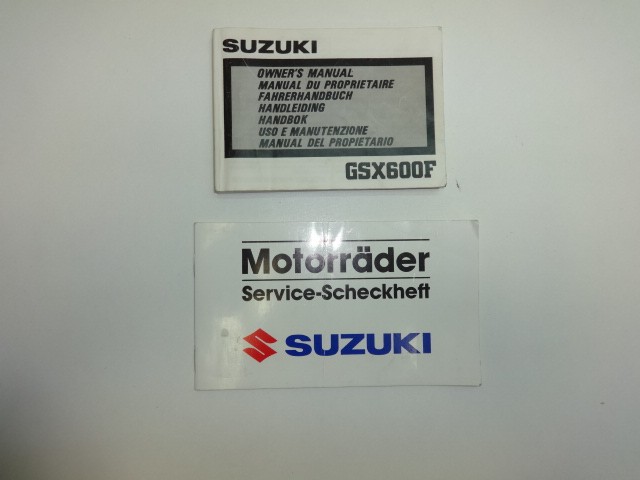 SUZUKI
OWNER'S MANUAL
MANUAL DU PROPRIETAIRE
FAHRERHANDBUCH
HANDLEIDING
HANDBOK
USO E MANUTENZIONE
MANUAL DEL PROPIETARIO
GSX600F
Motorräder
Service-Scheckheft
SUZUKI